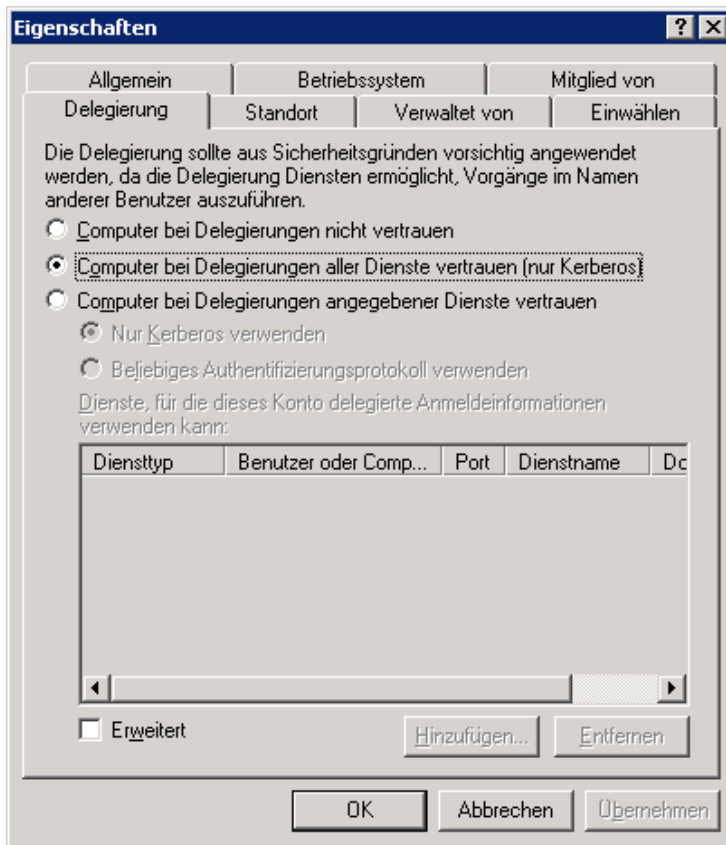 Eigenschaften
Allgemein Betriebssystem Mitglied von
Delegierung Standort Verwaltet von Einwählen
Die Delegierung sollte aus Sicherheitsgründen vorsichtig angewendet
werden, da die Delegierung Diensten ermöglicht, Vorgänge im Namen
anderer Benutzer auszuführen.
Computer bei Delegierungen nicht vertrauen
Computer bei Delegierungen aller Dienste vertrauen (nur Kerberos)
Computer bei Delegierungen angegebener Dienste vertrauen
Nur Kerberos verwenden
Beliebiges Authentifizierungsprotokoll verwenden
Dienste, für die dieses Konto delegierte Anmeldeinformationen
verwenden kann:
Diensttyp Benutzer oder Comp... Port Dienstname Do
Erweitert Hinzufügen... Entfernen
OK Abbrechen Übernehmen